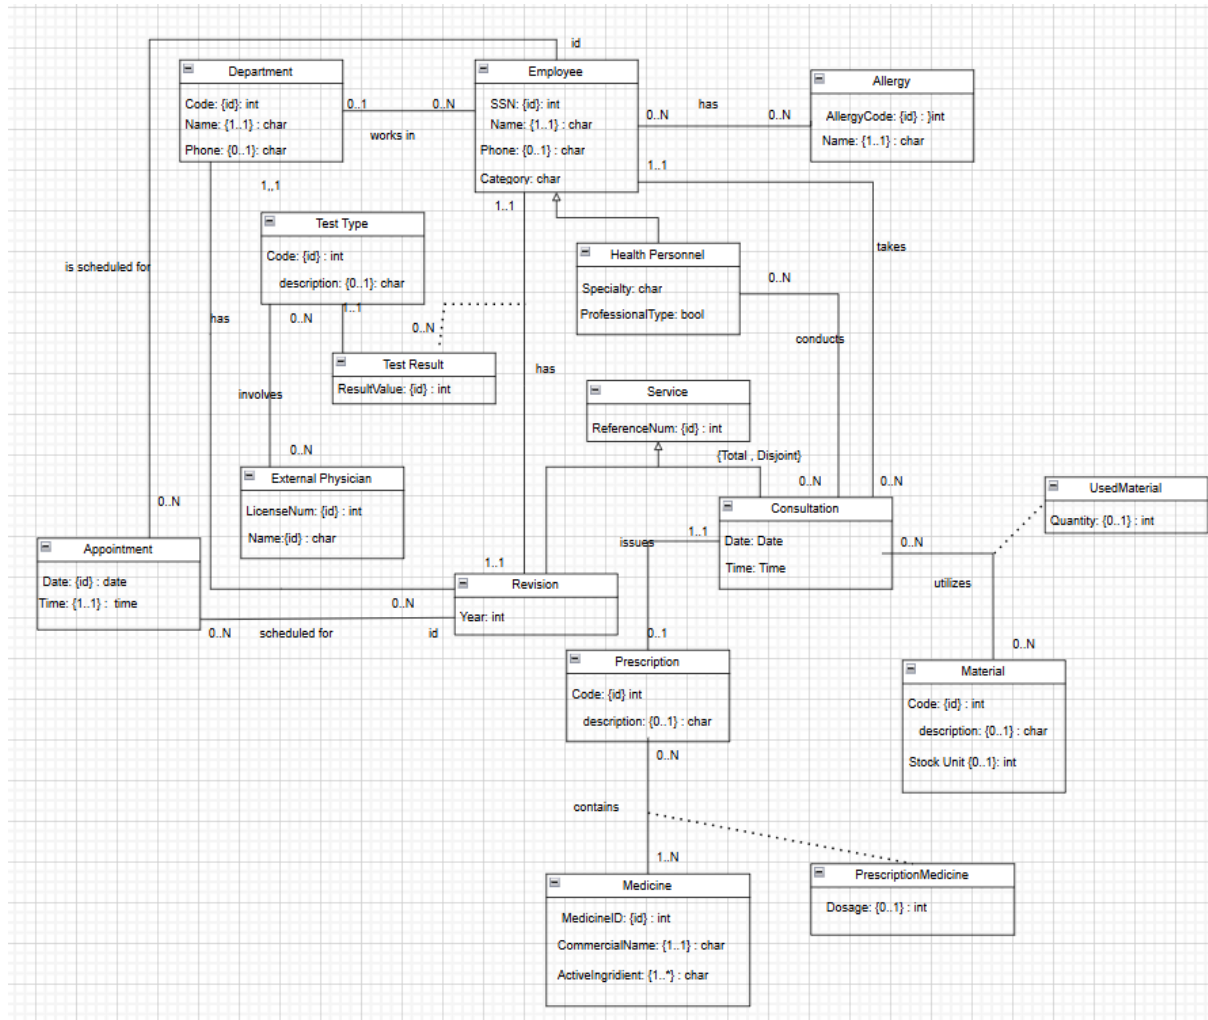 id
Department
Code: {id}: int
Name: {1..1} : char
Phone: {0..1}: char
0..1
0..N
works in
Employee
SSN: {id}: int
Name: {1..1} : char
Phone: {0..1} : char
Category: char
has
0..N
0..N
Allergy
AllergyCode: {id} : }int
Name: {1..1} : char
1..1
1..1
1..1
Test Type
Code: {id} : int
description: {0..1}: char
Health Personnel
Specialty: char
ProfessionalType: bool
takes
0..N
is scheduled for
has
0..N
1..1
0..N
conducts
Test Result
ResultValue: {id} : int
has
involves
Service
ReferenceNum: {id} : int
{Total , Disjoint}
0..N
External Physician
LicenseNum: {id} : int
Name:{id} : char
0..N
0..N
0..N
UsedMaterial
Quantity: {0..1} : int
Consultation
Date: Date
Time: Time
Appointment
Date: {id} : date
Time: {1..1} : time
issues
1..1
0..N
utilizes
1..1
Revision
Year: int
0..N
0..N
scheduled for
id
0..1
0..N
Prescription
Code: {id} int
description: {0..1} : char
Material
Code: {id} : int
description: {0..1} : char
Stock Unit {0..1}: int
0..N
contains
1..N
Medicine
MedicineID: {id} : int
CommercialName: {1..1} : char
ActiveIngridient: {1..*} : char
PrescriptionMedicine
Dosage: {0..1} : int